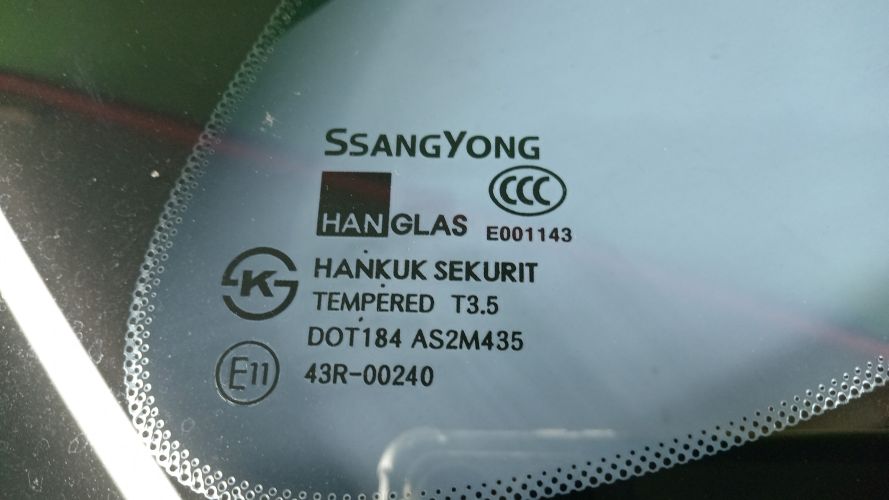 SSANGYONG
HANGLAS
CCC
E001143
K
HANKUK SEKURIT
TEMPERED T3.5
DOT184 AS2M435
E11
43R-00240